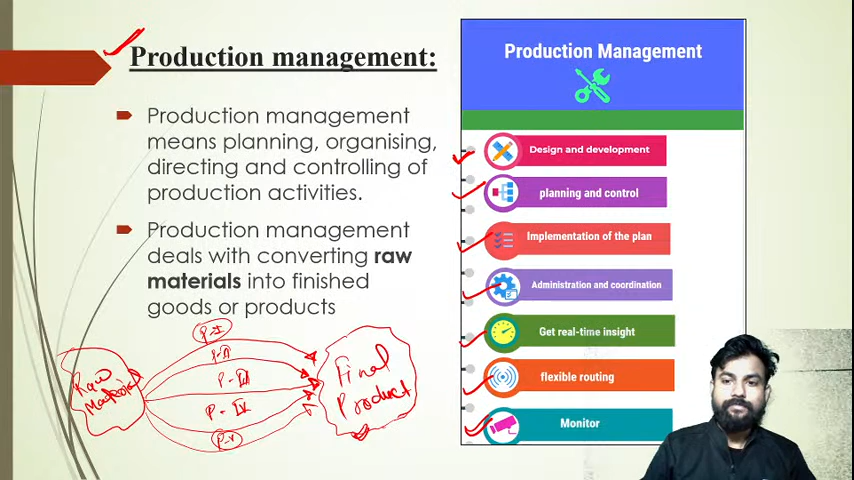 Production management:
Production management
means planning, organising,
directing and controlling of
production activities.
Production management
deals with converting raw
materials into finished
goods or products
Raw
Material
P-I
P-II
P-III
P-IV
P-V
Final
Product
Production Management
Design and development
planning and control
Implementation of the plan
Administration and coordination
Get real-time insight
flexible routing
Monitor